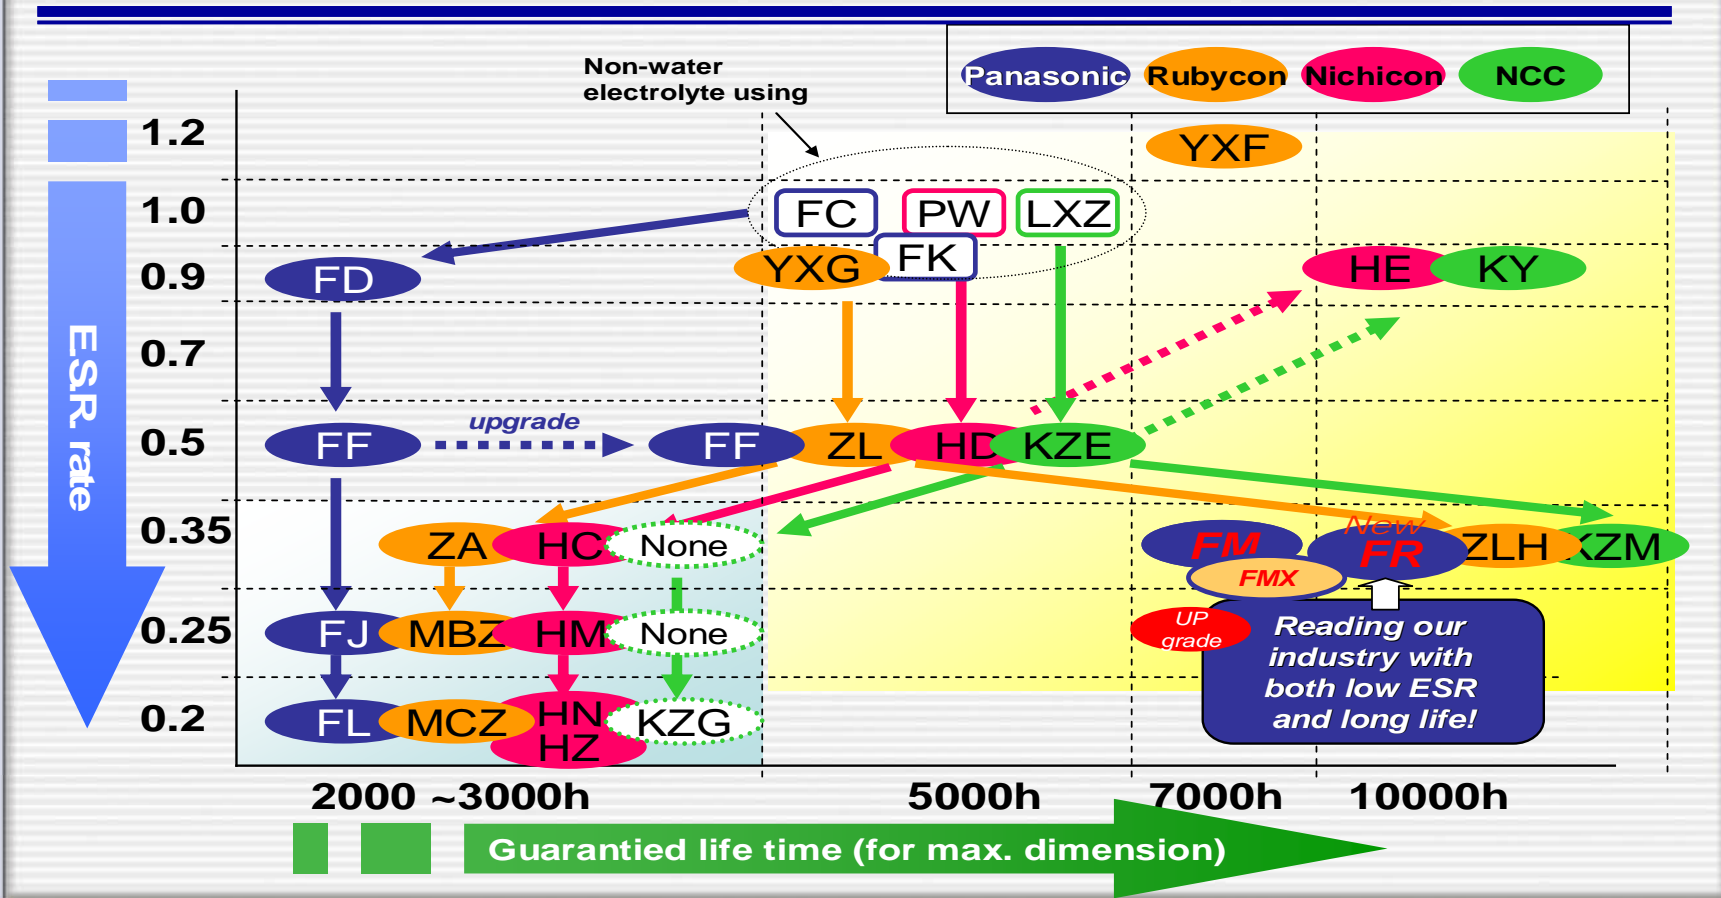 Non-water
electrolyte using
Panasonic Rubycon Nichicon NCC
1.2
YXF
1.0
FC PW LXZ
FK
0.9
FD YXG HE KY
0.7
ESR rate
upgrade
0.5
FF FF ZL HD KZE
0.35
ZA HC None FM New
FR ZLH KZM
FMX
0.25
FJ MBZ HM None
UP
grade
Reading our
industry with
both low ESR
and long life!
0.2
FL MCZ HN KZG
HZ
2000 ~3000h 5000h 7000h 10000h
Guarantied life time (for max. dimension)